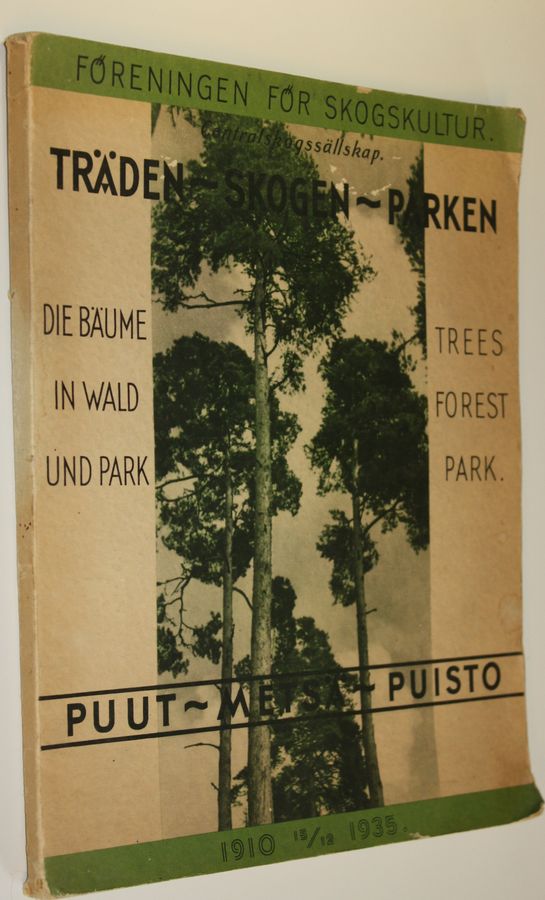 FÖRENINGEN FÖR SKOGSKULTUR.
Centralskogssällskap.
TRÄDEN~SKOGEN~PARKEN
DIE BÄUME
IN WALD
UND PARK
TREES
FOREST
PARK.
PUUT~METSÄ~PUISTO
1910 15/12 1935.